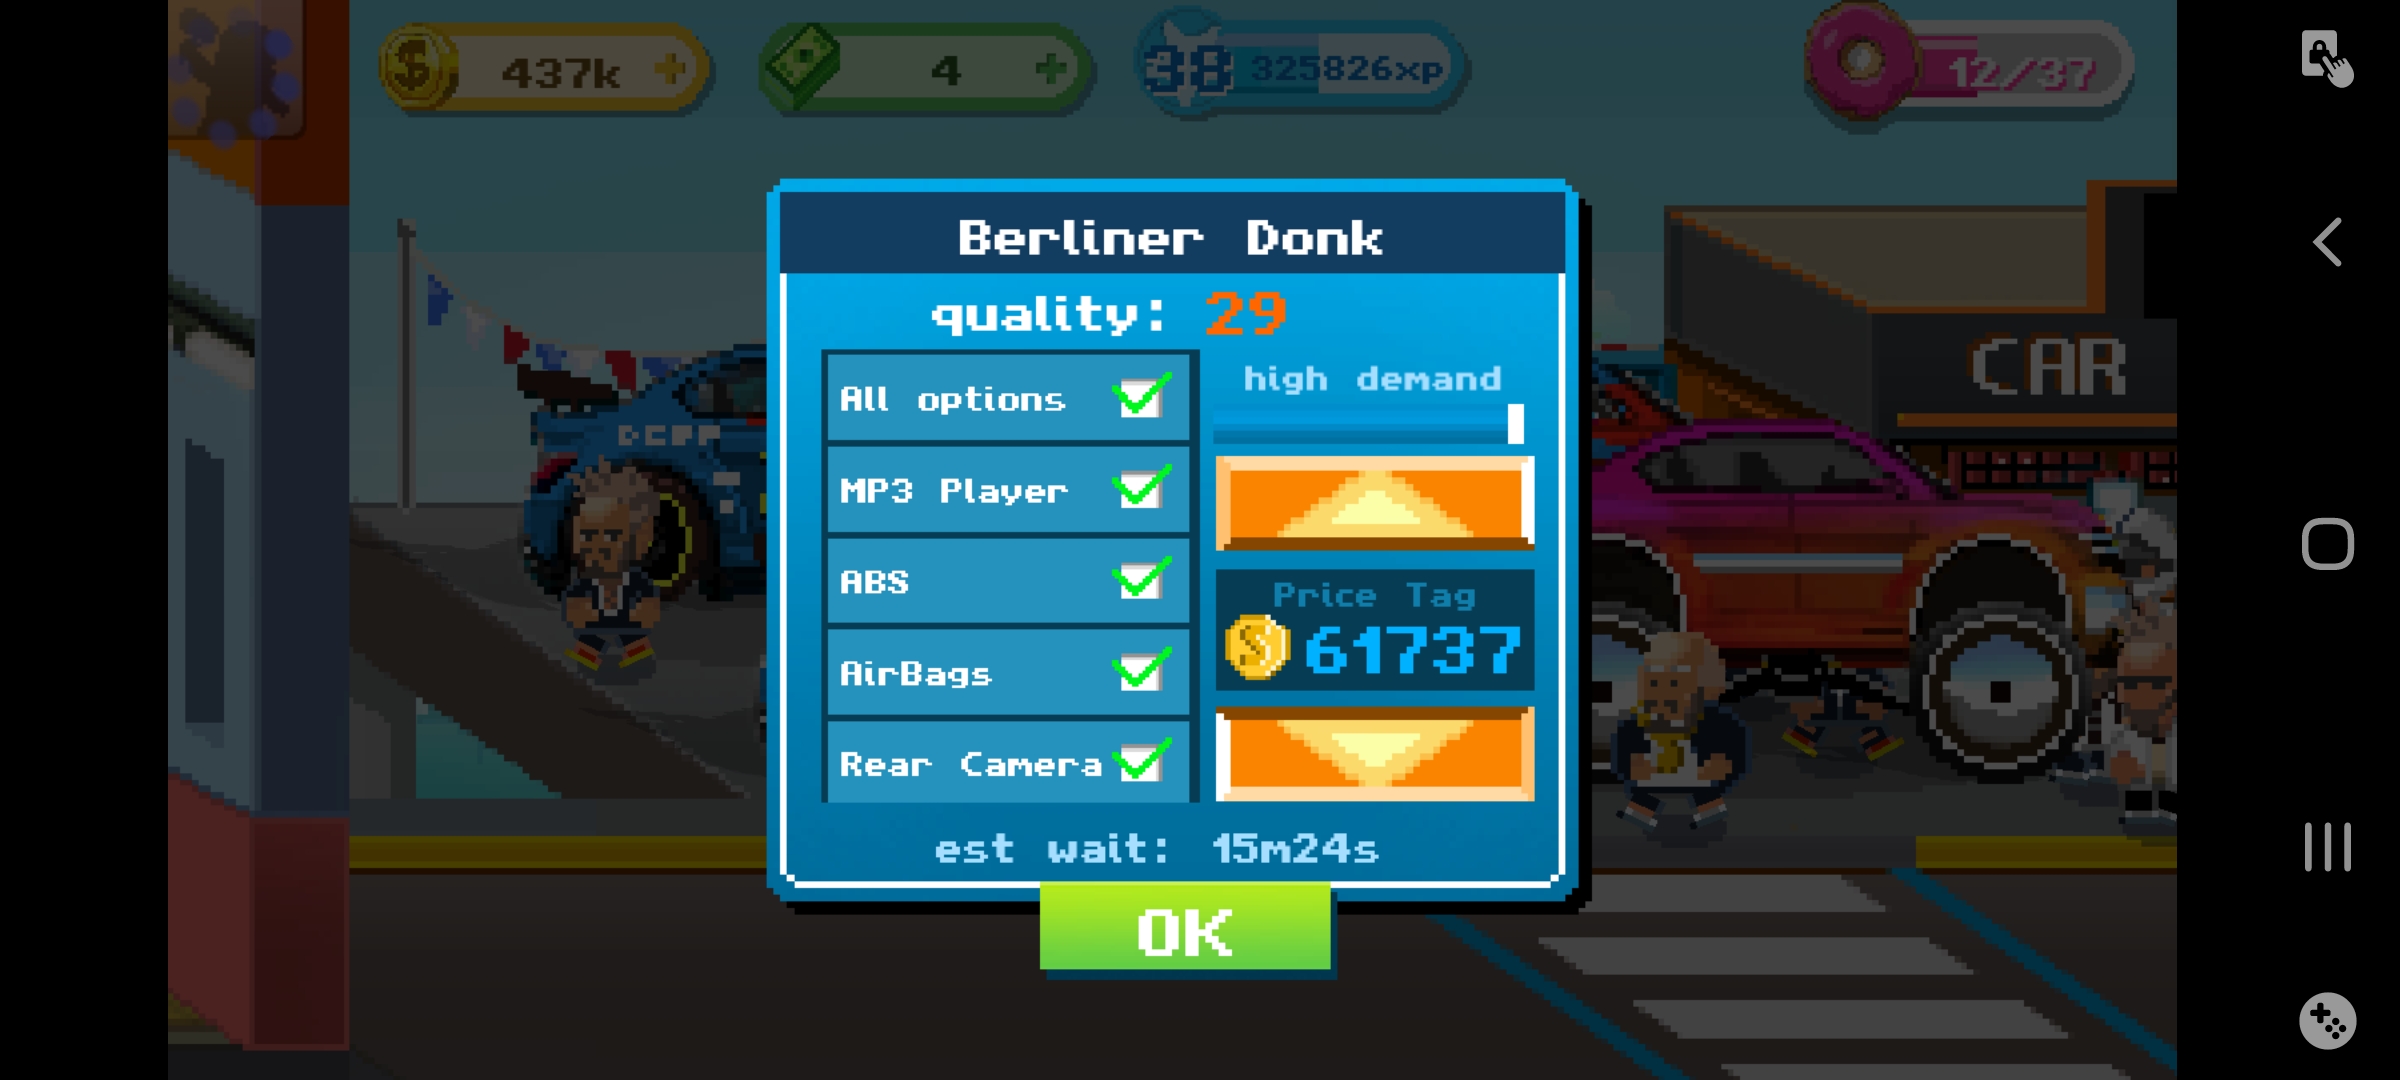 437k
4
38
325826xp
12/37
Berliner Donk
quality: 29
All options
high demand
MP3 Player
ABS
Price Tag
61737
AirBags
Rear Camera
est wait: 15m24s
OK
CAR